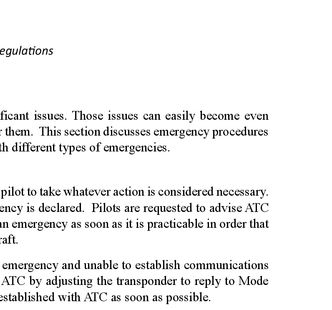 egulations
ficant issues. Those issues can easily become even
r them. This section discusses emergency procedures
th different types of emergencies.
pilot to take whatever action is considered necessary.
ency is declared. Pilots are requested to advise ATC
an emergency as soon as it is practicable in order that
raft.
emergency and unable to establish communications
ATC by adjusting the transponder to reply to Mode
established with ATC as soon as possible.